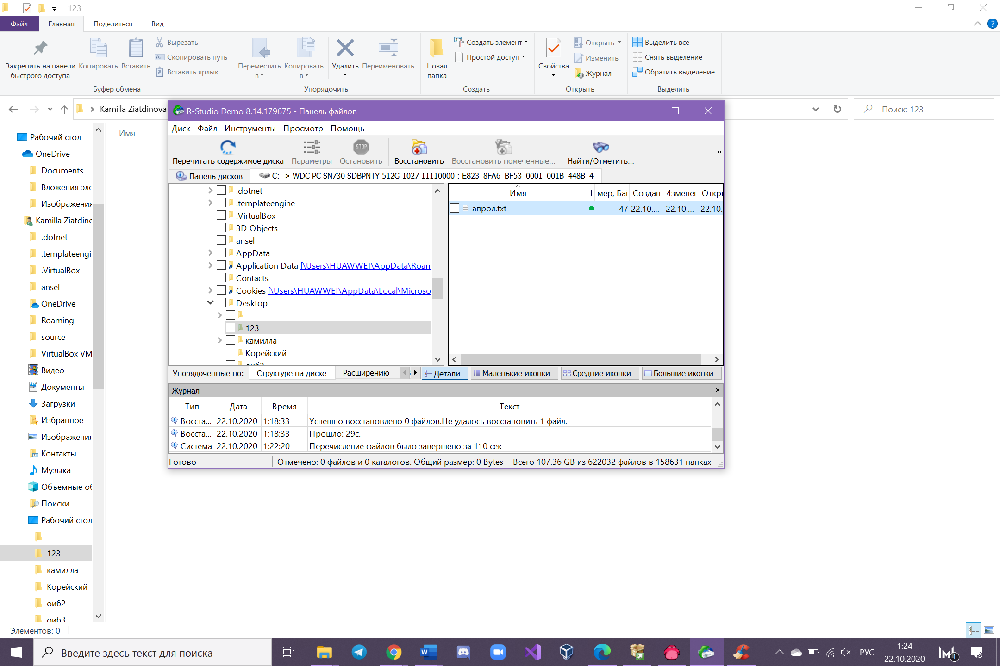 123
Файл Главная Поделиться Вид
Закрепить на панели быстрого доступа
Копировать
Вставить
Вырезать
Скопировать путь
Вставить ярлык
Буфер обмена
Переместить в
Копировать в
Удалить
Переименовать
Упорядочить
Новая папка
Создать элемент
Простой доступ
Создать
Свойства
Открыть
Изменить
Журнал
Открыть
Выделить все
Снять выделение
Обратить выделение
Выделить
Kamilla Ziatdinova
Поиск: 123
Имя
Рабочий стол
OneDrive
Documents
Вложения эле
Изображения
Kamilla Ziatdinc
.dotnet
.templateengi
.VirtualBox
ansel
OneDrive
Roaming
source
VirtualBox VM
Видео
Документы
Загрузки
Избранное
Изображения
Контакты
Музыка
Объемные об
Поиски
Рабочий стол
_
123
камилла
Корейский
оиб2
оиб3
Элементов: 0
R-Studio Demo 8.14.179675 - Панель файлов
Диск Файл Инструменты Просмотр Помощь
Перечитать содержимое диска
Параметры
STOP
Остановить
Восстановить
Восстановить помеченные...
Найти/Отметить...
»
Панель дисков
C: -> WDC PC SN730 SDBPNTY-512G-1027 11110000 : E823_8FA6_BF53_0001_001B_448B_4
.dotnet
.templateengine
.VirtualBox
3D Objects
ansel
AppData
Application Data [\Users\HUAWWEI\AppData\Roam
Contacts
Cookies [\Users\HUAWWEI\AppData\Local\Microso
Desktop
_
123
камилла
Корейский
оиб2
Имя мер, Баі Создан Изменен Откры
апрол.txt 47 22.10.... 22.10.... 22.10.
Упорядоченные по: Структуре на диске Расширению
Детали Маленькие иконки Средние иконки Большие иконки
Журнал
Тип Дата Время Текст
Восста... 22.10.2020 1:18:33 Успешно восстановлено 0 файлов.Не удалось восстановить 1 файл.
Восста... 22.10.2020 1:18:33 Прошло: 29с.
Система 22.10.2020 1:22:20 Перечисление файлов было завершено за 110 сек
Готово Отмечено: 0 файлов и 0 каталогов. Общий размер: 0 Bytes Всего 107.36 GB из 622032 файлов в 158631 папках
Введите здесь текст для поиска
РУС
1:24
22.10.2020
1